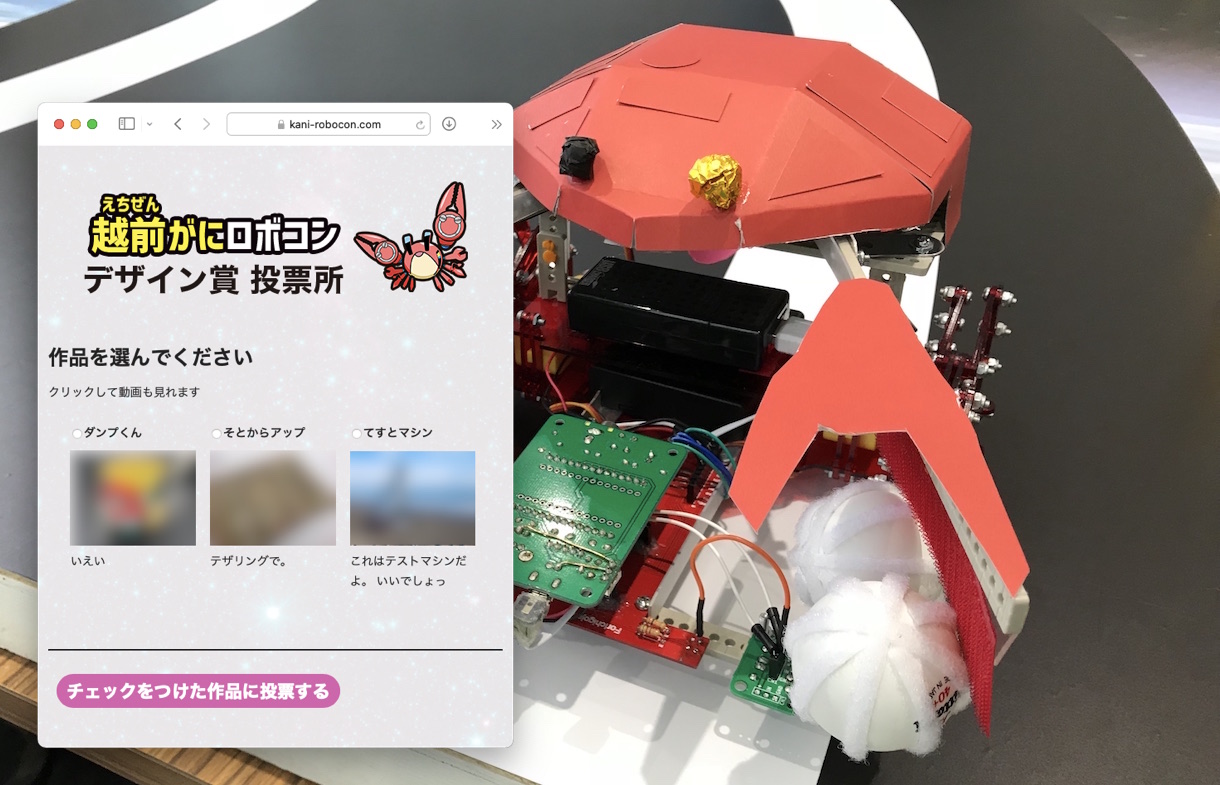 kani-robocon.com
えちぜん
越前がにロボコン
デザイン賞 投票所
作品を選んでください
クリックして動画も見れます
ダンプくん
そとからアップ
てすとマシン
いえい
テザリングで。
これはテストマシンだ
よ。 いいでしょっ
チェックをつけた作品に投票する